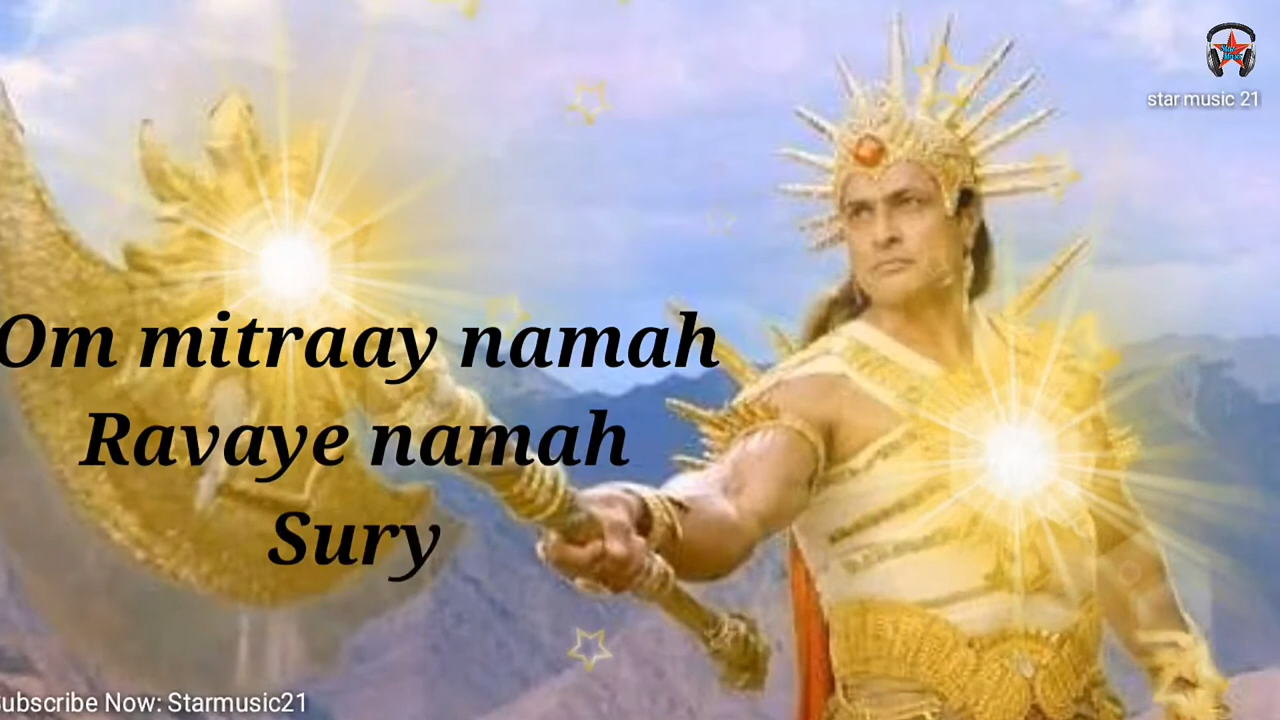 star music 21
Om mitraay namah
Ravaye namah
Sury
ubscribe Now: Starmusic21